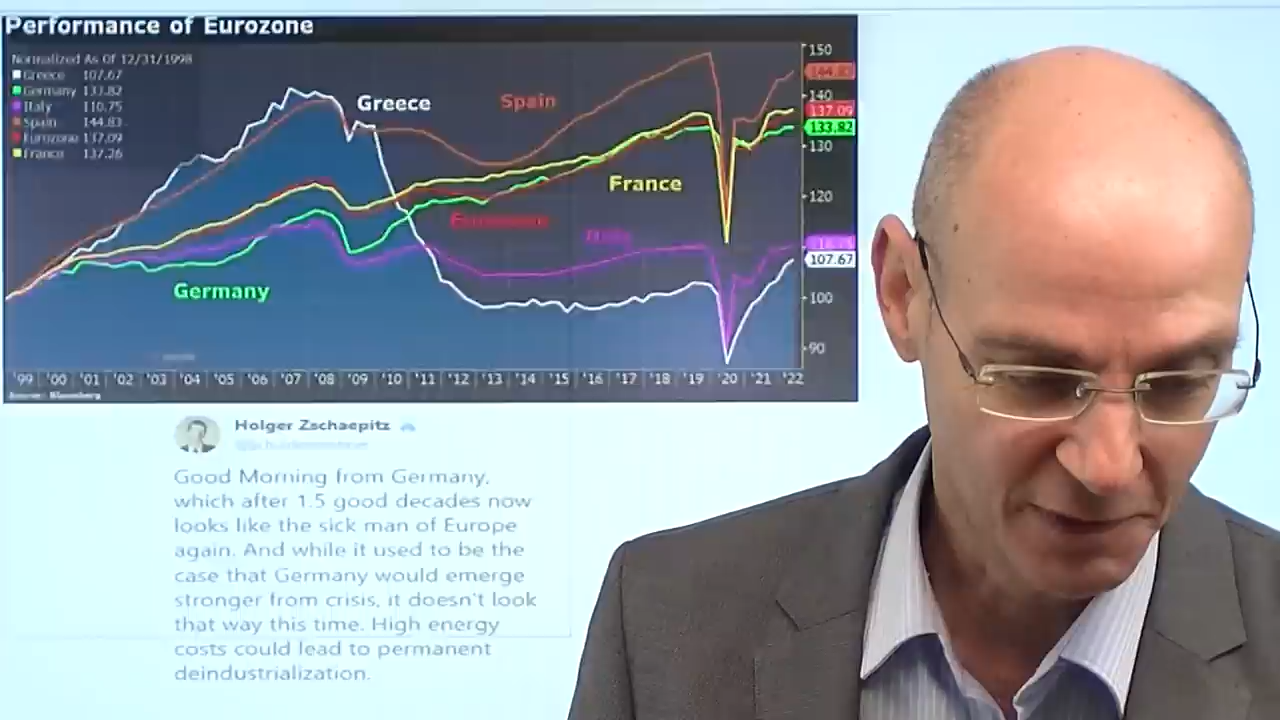 Performance of Eurozone
Normalized As Of 12/31/1998
Greece 107.67
Germany 133.82
Italy 110.75
Spain 144.83
Eurozone 137.09
France 137.26
Greece
Spain
France
Eurozone
Italy
Germany
150
144.83
140
137.09
133.82
130
120
107.67
100
90
'99 '00 '01 '02 '03 '04 '05 '06 '07 '08 '09 '10 '11 '12 '13 '14 '15 '16 '17 '18 '19 '20 '21 '22
Source: Bloomberg
Holger Zschaepitz
Good Morning from Germany,
which after 1.5 good decades now
looks like the sick man of Europe
again. And while it used to be the
case that Germany would emerge
stronger from crisis, it doesn't look
that way this time. High energy
costs could lead to permanent
deindustrialization.